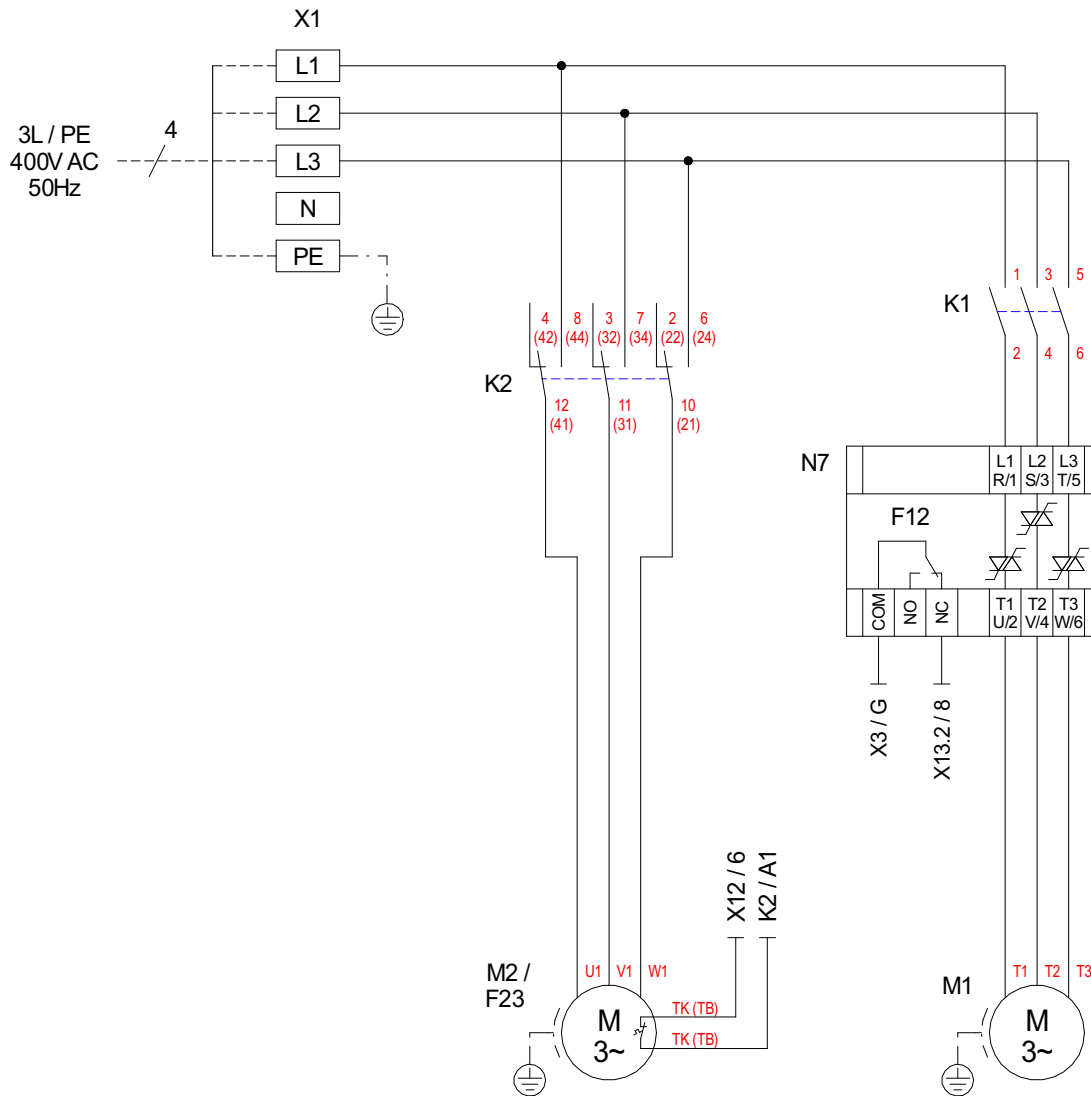 X1
L1
L2
L3
N
PE
3L / PE
400V AC
50Hz
4
K2
4
(42)
8
(44)
3
(32)
7
(34)
2
(22)
6
(24)
12
(41)
11
(31)
10
(21)
K1
1
3
5
2
4
6
N7
L1
R/1
L2
S/3
L3
T/5
F12
COM
NO
NC
T1
U/2
T2
V/4
T3
W/6
X3 / G
X13.2 / 8
X12 / 6
K2 / A1
M2 /
F23
U1
V1
W1
M
3~
TK (TB)
TK (TB)
M1
T1
T2
T3
M
3~